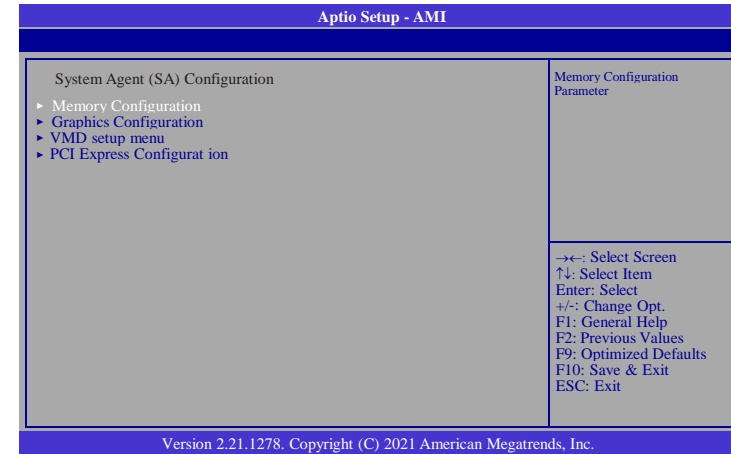 Aptio Setup - AMI
System Agent (SA) Configuration
► Memory Configuration
► Graphics Configuration
► VMD setup menu
► PCI Express Configurat ion
Memory Configuration
Parameter
→←: Select Screen
↑↓: Select Item
Enter: Select
+/-: Change Opt.
F1: General Help
F2: Previous Values
F9: Optimized Defaults
F10: Save & Exit
ESC: Exit
Version 2.21.1278. Copyright (C) 2021 American Megatrends, Inc.